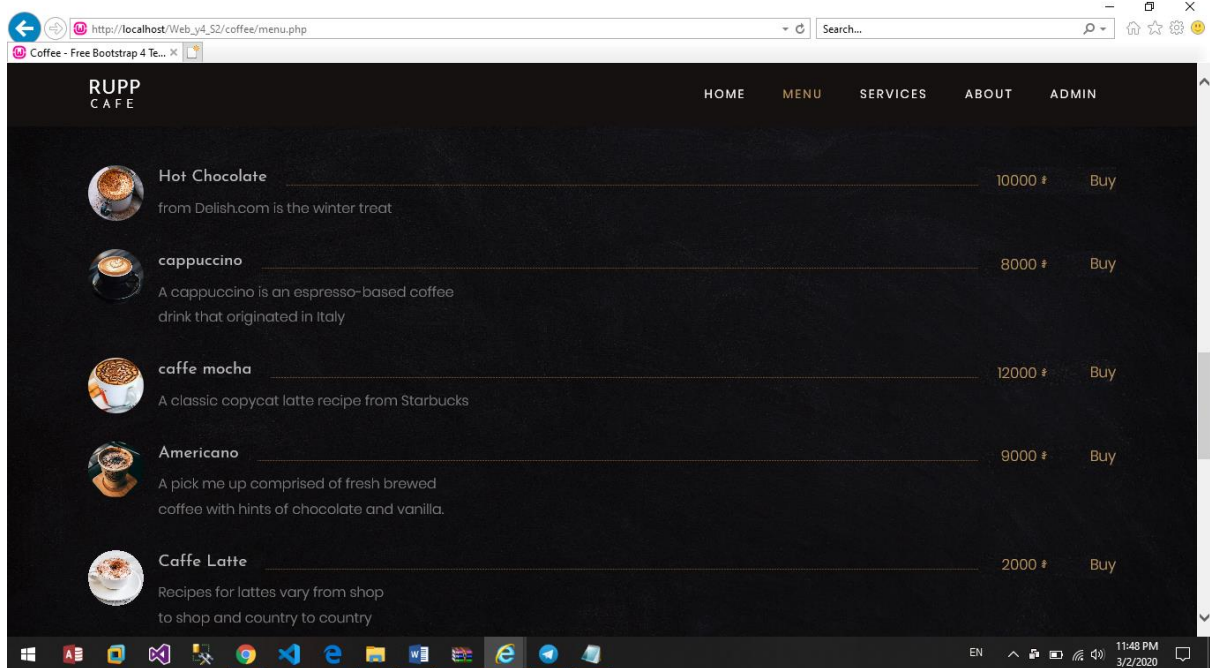 http://localhost/Web_y4_S2/coffee/menu.php
Search...
Coffee - Free Bootstrap 4 Te...
RUPP
CAFE
HOME MENU SERVICES ABOUT ADMIN
Hot Chocolate 10000 ៛ Buy
from Delish.com is the winter treat
cappuccino 8000 ៛ Buy
A cappuccino is an espresso-based coffee
drink that originated in Italy
caffe mocha 12000 ៛ Buy
A classic copycat latte recipe from Starbucks
Americano 9000 ៛ Buy
A pick me up comprised of fresh brewed
coffee with hints of chocolate and vanilla.
Caffe Latte 2000 ៛ Buy
Recipes for lattes vary from shop
to shop and country to country
EN
11:48 PM
3/2/2020